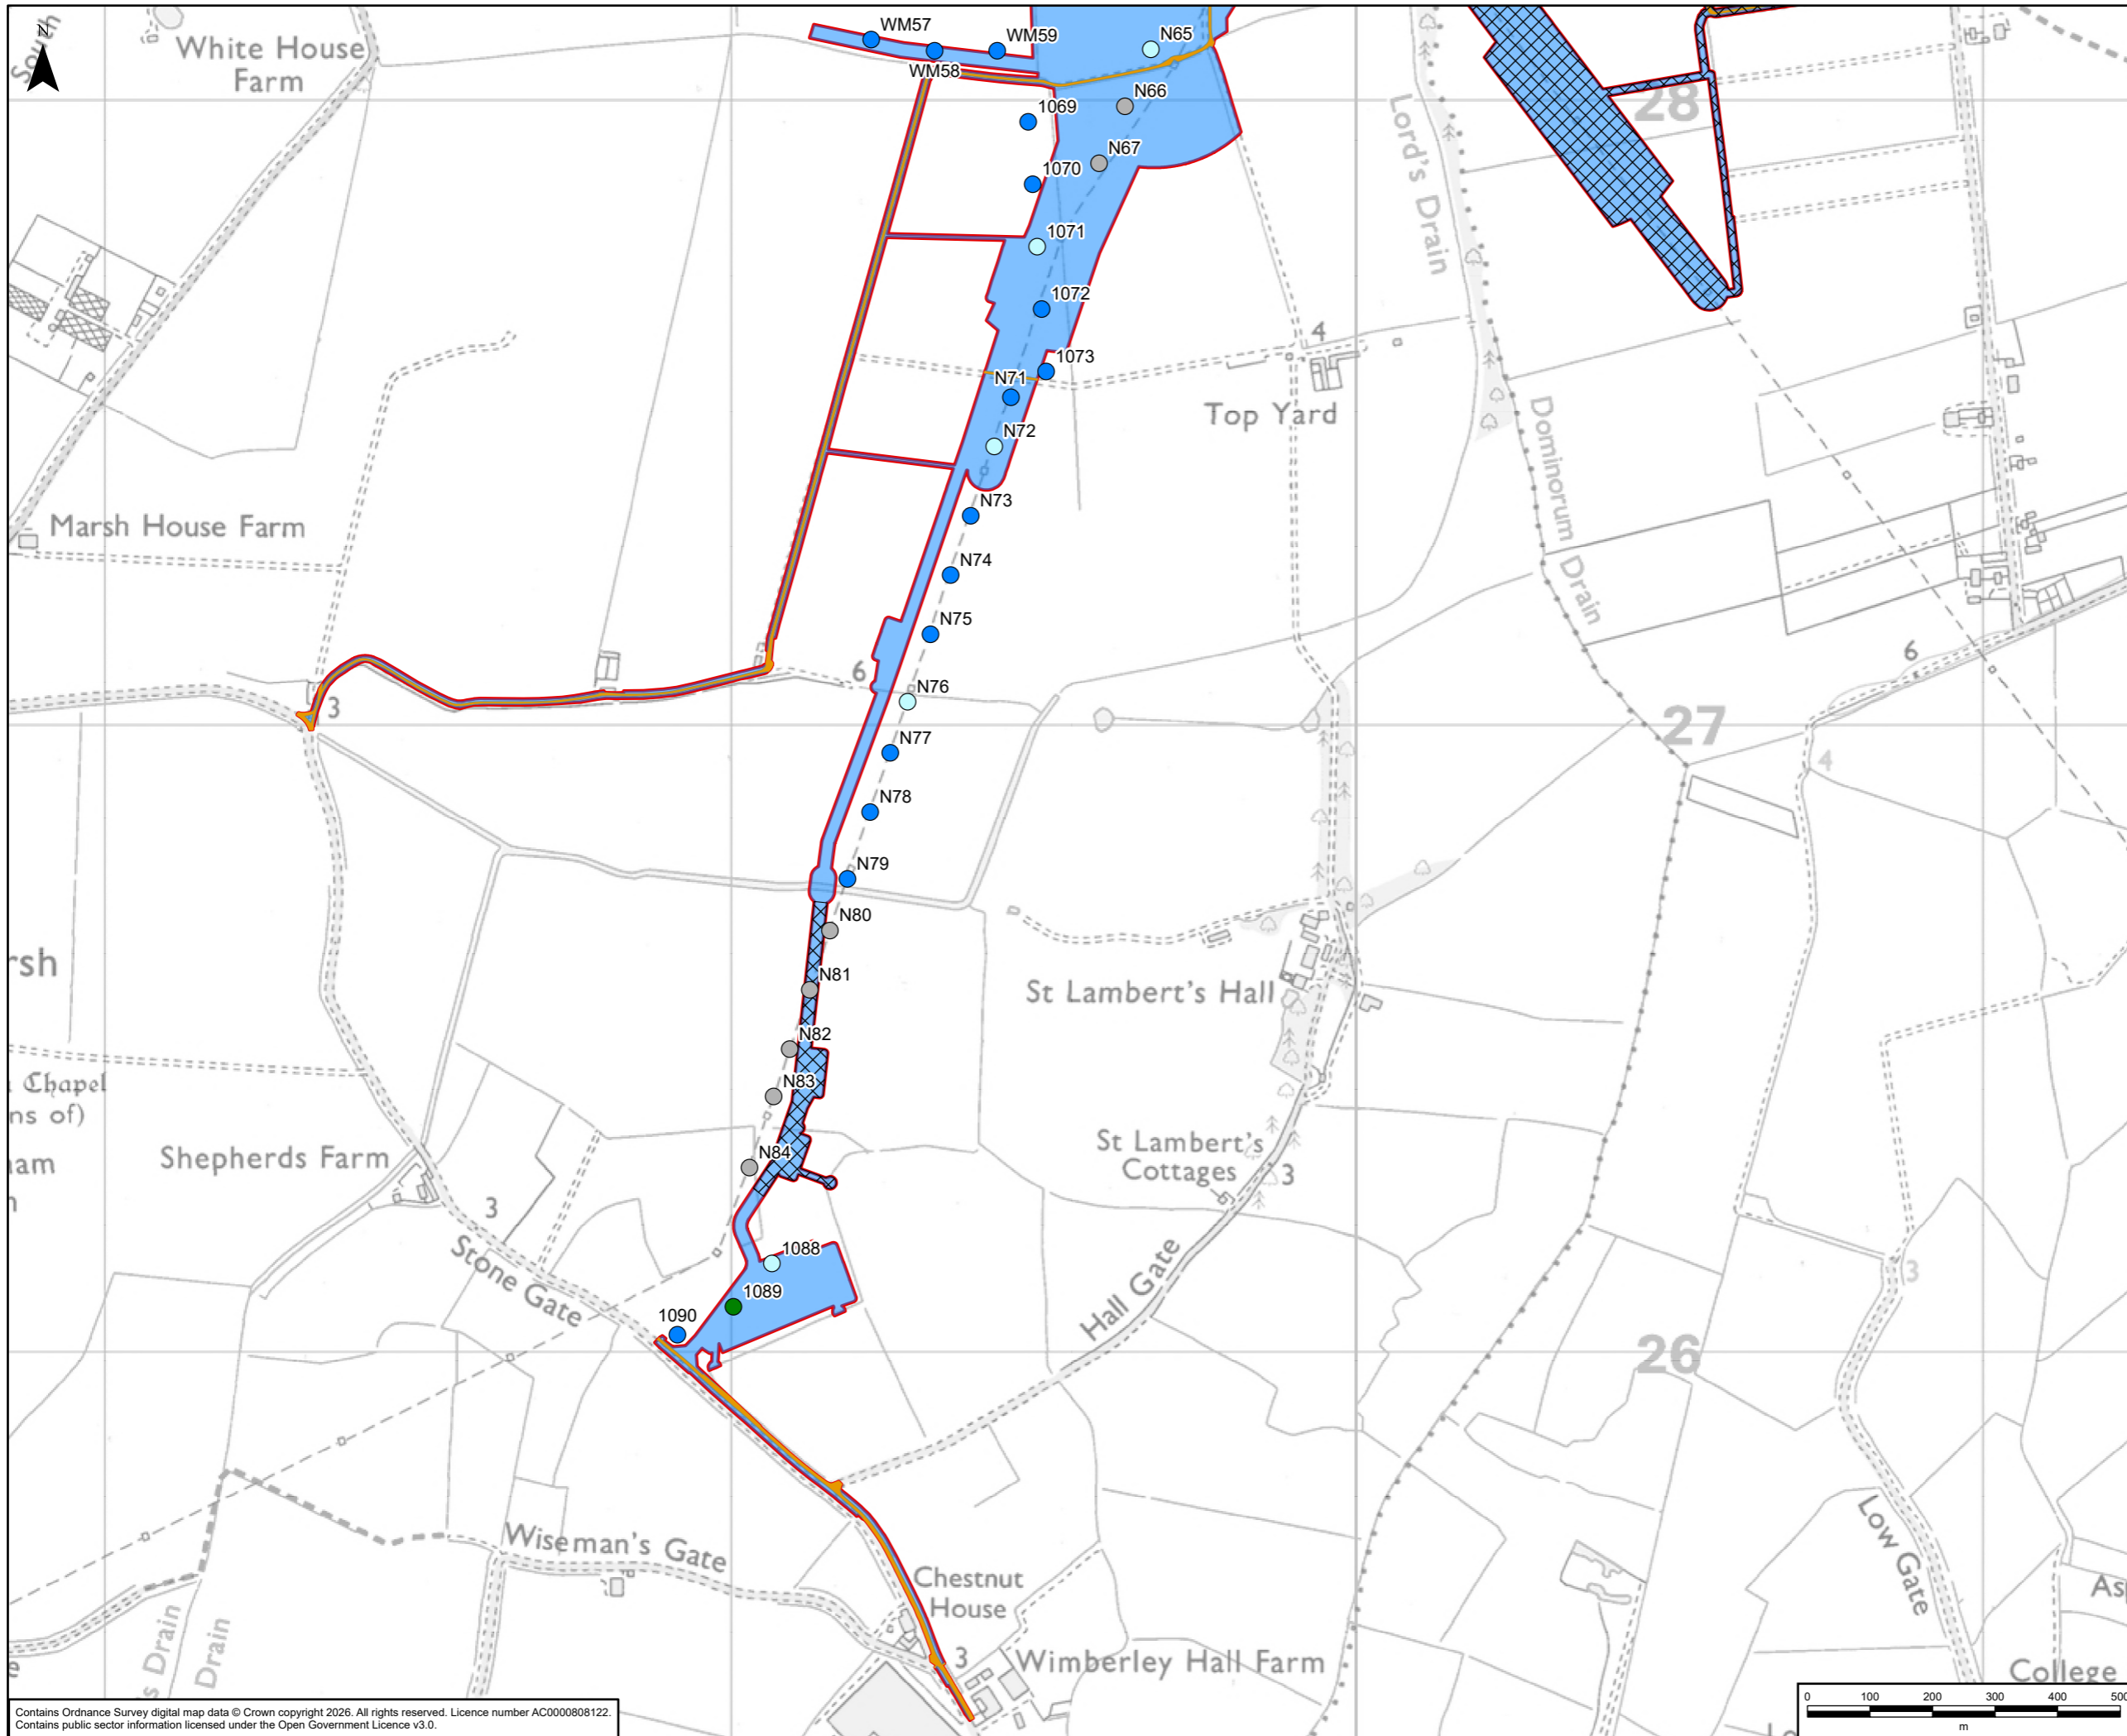 N
South
White House
Farm
WM57
WM58
WM59
N65
N66
28
1069
N67
1070
Lord's Drain
1071
1072
4
1073
N71
Top Yard
N72
Dominorum Drain
N73
Marsh House Farm
N74
N75
6
6
N76
3
27
N77
4
N78
N79
N80
rsh
N81
St Lambert's Hall
N82
Chapel
N83
ns of)
St Lambert's
Cottages
3
am
Shepherds Farm
N84
3
Stone Gate
1088
3
1089
Hall Gate
1090
26
Low Gate
Wiseman's Gate
Chestnut
House
As
s Drain
Drain
3
Wimberley Hall Farm
College
Contains Ordnance Survey digital map data © Crown copyright 2026. All rights reserved. Licence number AC0000808122.
Contains public sector information licensed under the Open Government Licence v3.0.
0 100 200 300 400 500
m